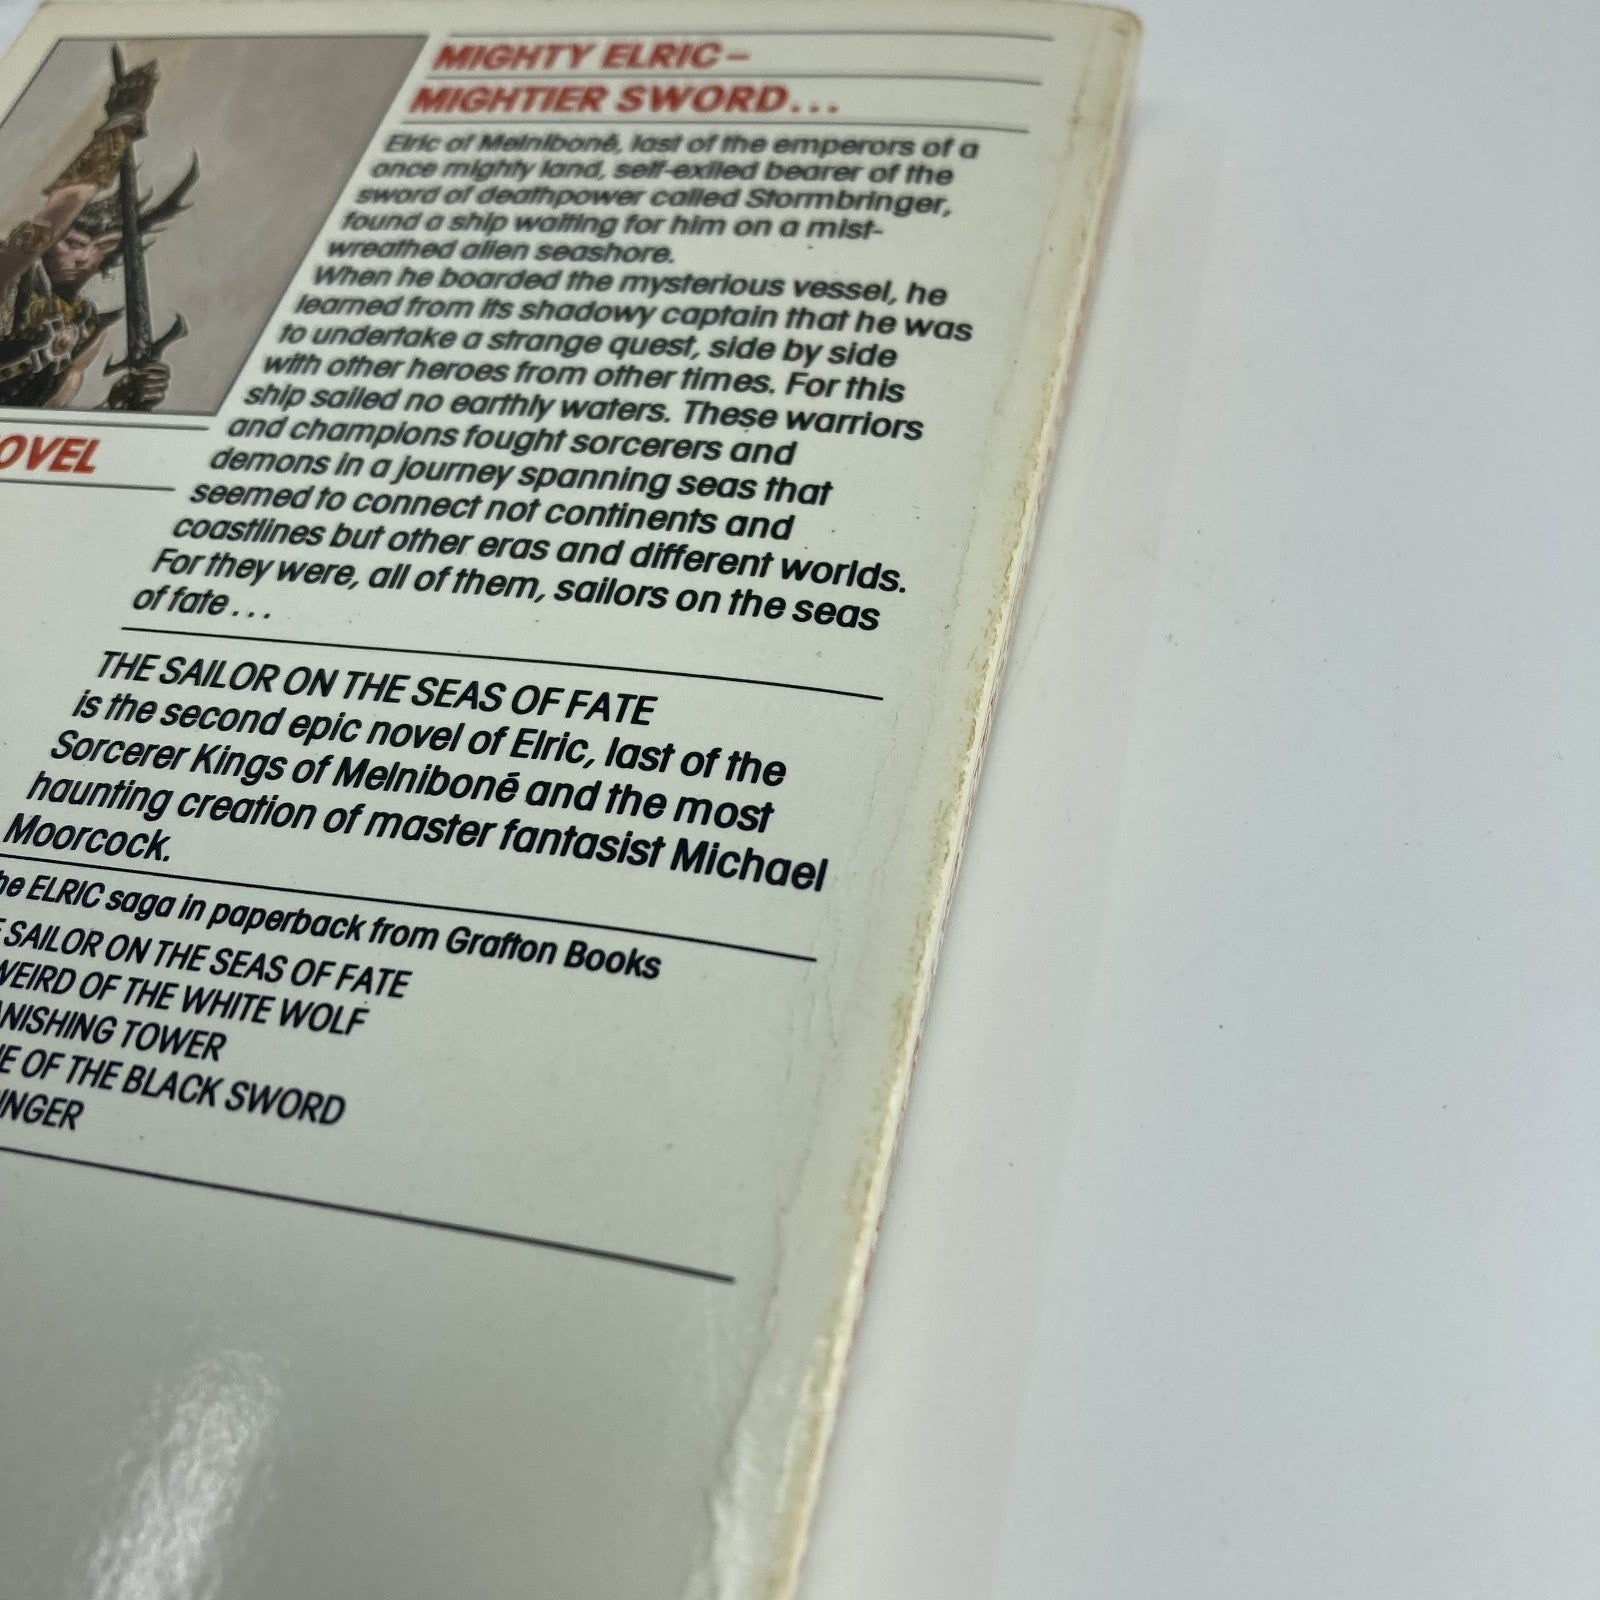 MIGHTY ELRIC –
MIGHTIER SWORD...
Elric of Melniboné, last of the emperors of a
once mighty land, self-exiled bearer of the
sword of deathpower called Stormbringer,
found a ship waiting for him on a mist-
wreathed alien seashore.
When he boarded the mysterious vessel, he
learned from its shadowy captain that he was
to undertake a strange quest, side by side
with other heroes from other times. For this
ship sailed no earthly waters. These warriors
and champions fought sorcerers and
demons in a journey spanning seas that
seemed to connect not continents and
coastlines but other eras and different worlds.
For they were, all of them, sailors on the seas
of fate...
OVEL
THE SAILOR ON THE SEAS OF FATE
is the second epic novel of Elric, last of the
Sorcerer Kings of Melniboné and the most
haunting creation of master fantasist Michael
Moorcock.
he ELRIC saga in paperback from Grafton Books
E SAILOR ON THE SEAS OF FATE
WEIRD OF THE WHITE WOLF
ANISHING TOWER
NE OF THE BLACK SWORD
INGER